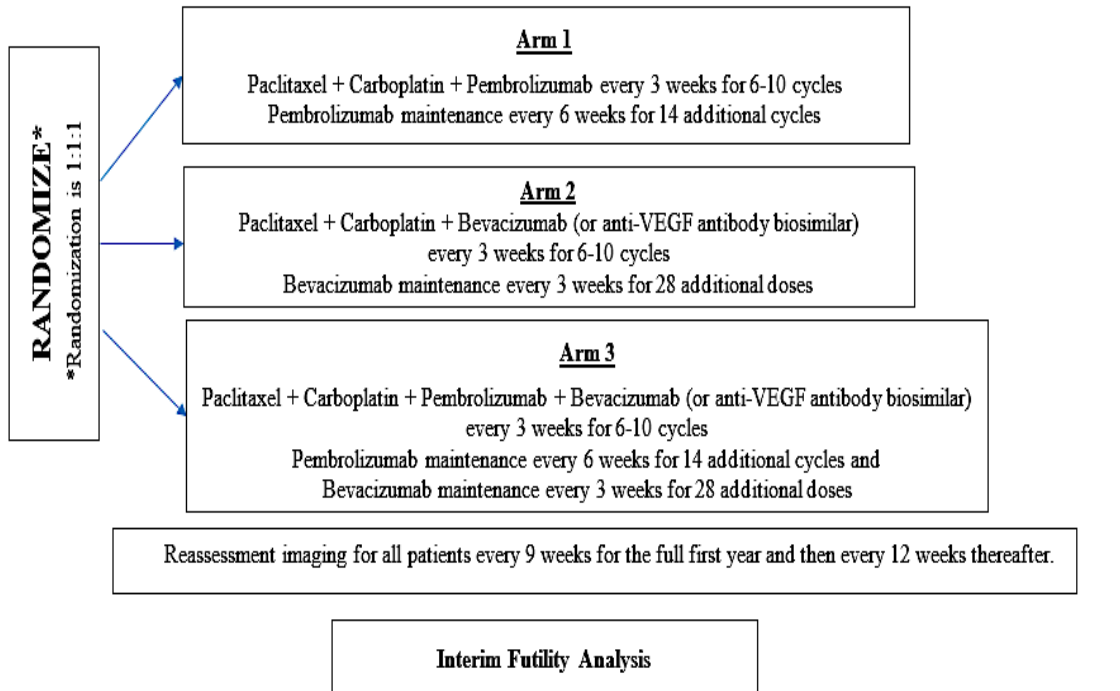 RANDOMIZE*
*Randomization is 1:1:1
Arm 1
Paclitaxel + Carboplatin + Pembrolizumab every 3 weeks for 6-10 cycles
Pembrolizumab maintenance every 6 weeks for 14 additional cycles
Arm 2
Paclitaxel + Carboplatin + Bevacizumab (or anti-VEGF antibody biosimilar)
every 3 weeks for 6-10 cycles
Bevacizumab maintenance every 3 weeks for 28 additional doses
Arm 3
Paclitaxel + Carboplatin + Pembrolizumab + Bevacizumab (or anti-VEGF antibody biosimilar)
every 3 weeks for 6-10 cycles
Pembrolizumab maintenance every 6 weeks for 14 additional cycles and
Bevacizumab maintenance every 3 weeks for 28 additional doses
Reassessment imaging for all patients every 9 weeks for the full first year and then every 12 weeks thereafter.
Interim Futility Analysis